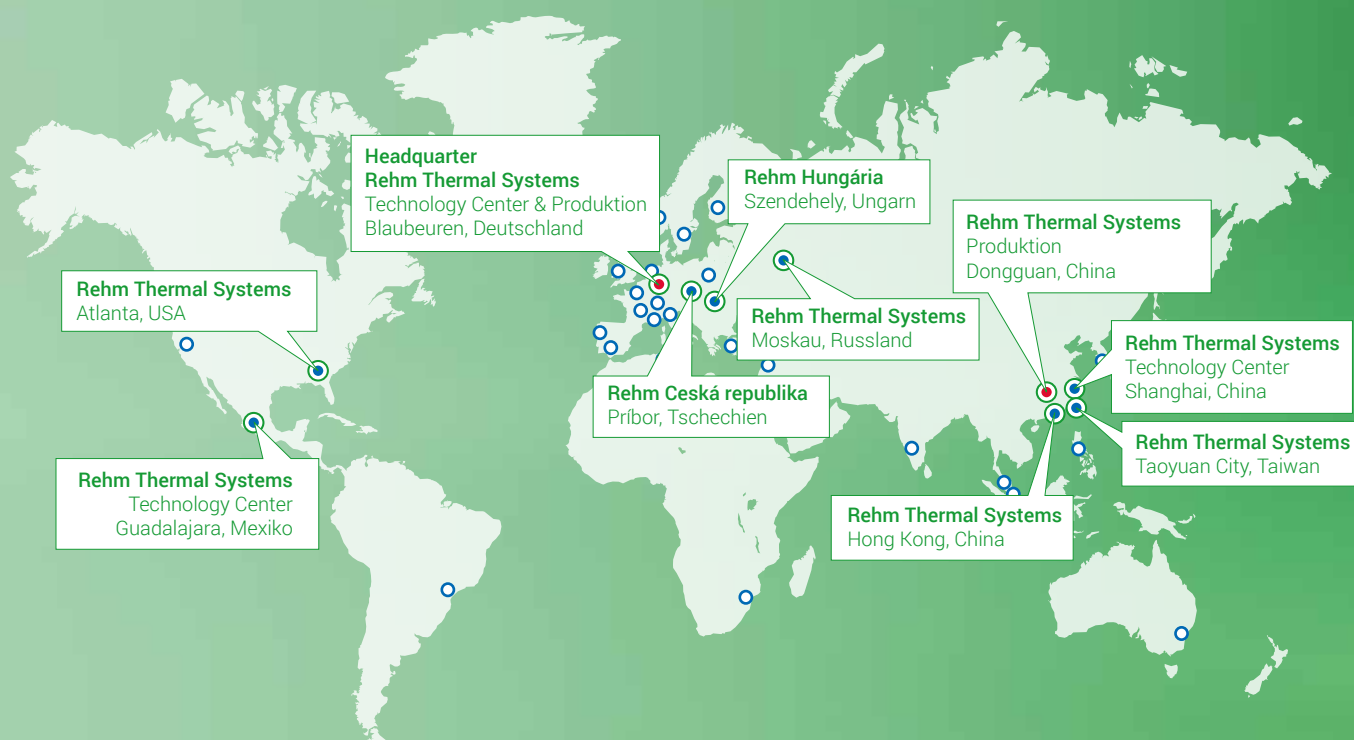 Headquarter
Rehm Thermal Systems
Technology Center & Produktion
Blaubeuren, Deutschland
Rehm Hungária
Szendehely, Ungarn
Rehm Thermal Systems
Produktion
Dongguan, China
Rehm Thermal Systems
Atlanta, USA
Rehm Thermal Systems
Moskau, Russland
Rehm Thermal Systems
Technology Center
Shanghai, China
Rehm Ceská republika
Príbor, Tschechien
Rehm Thermal Systems
Taoyuan City, Taiwan
Rehm Thermal Systems
Technology Center
Guadalajara, Mexiko
Rehm Thermal Systems
Hong Kong, China